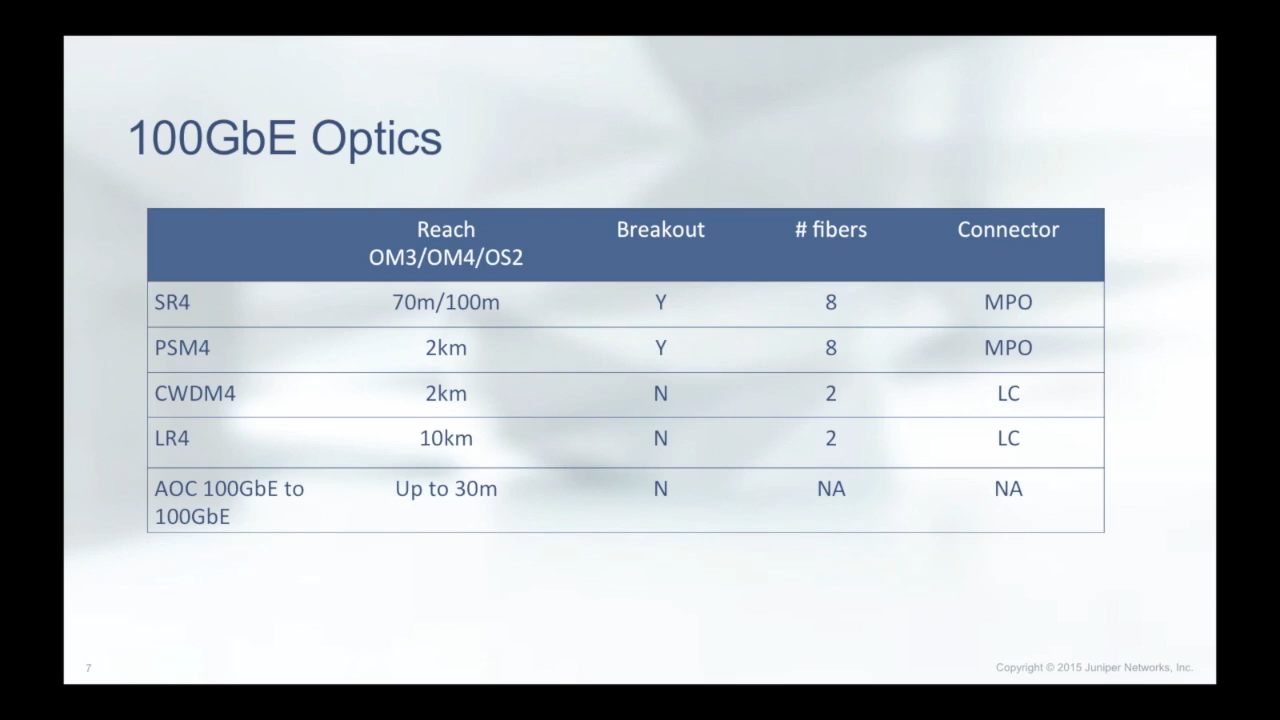 100GbE Optics
Reach Breakout # fibers Connector
OM3/OM4/OS2
SR4 70m/100m Y 8 MPO
PSM4 2km Y 8 MPO
CWDM4 2km N 2 LC
LR4 10km N 2 LC
AOC 100GbE to Up to 30m N NA NA
100GbE
7 Copyright © 2015 Juniper Networks, Inc.